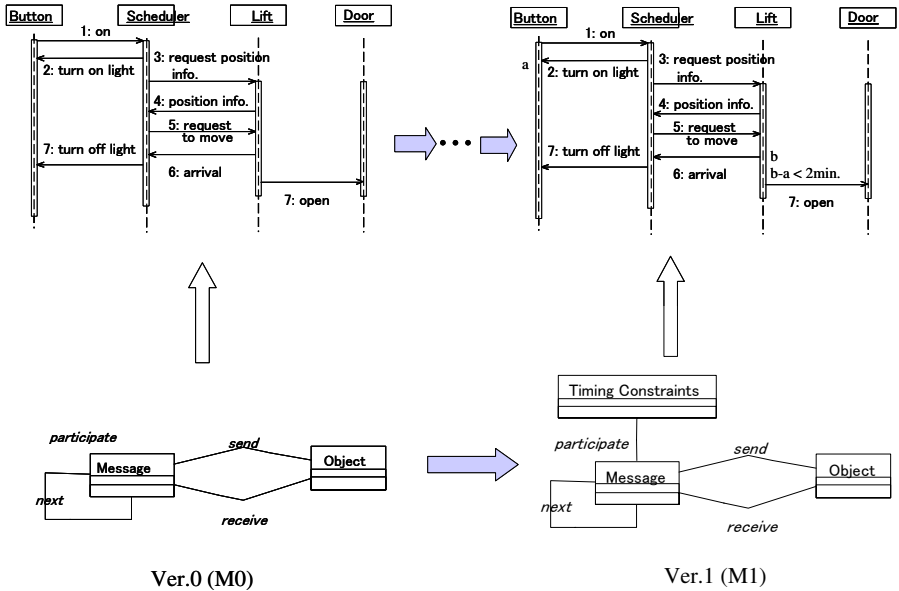 Button
Scheduler
Lift
Door
1: on
2: turn on light
3: request position
info.
4: position info.
5: request
to move
7: turn off light
6: arrival
7: open
Button
Scheduler
Lift
Door
1: on
a
2: turn on light
3: request position
info.
4: position info.
5: request
to move
7: turn off light
b
6: arrival
b-a < 2min.
7: open
participate
Message
send
Object
next
receive
Ver.0 (M0)
Timing Constraints
participate
Message
send
Object
next
receive
Ver.1 (M1)